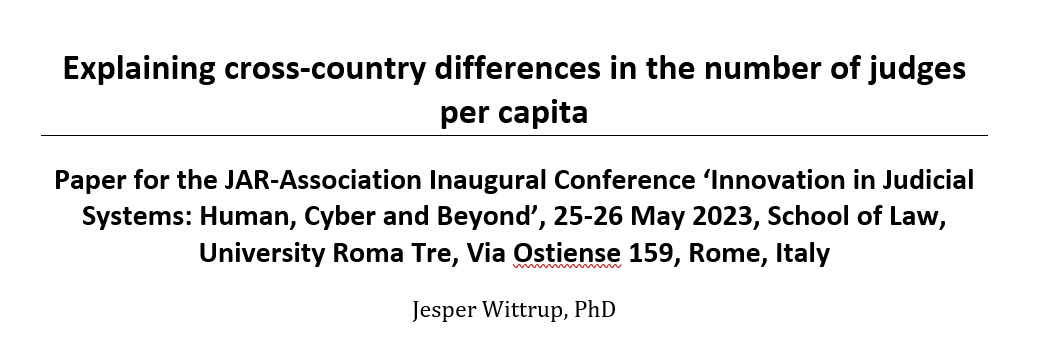 Explaining cross-country differences in the number of judges
per capita
Paper for the JAR-Association Inaugural Conference ‘Innovation in Judicial
Systems: Human, Cyber and Beyond’, 25-26 May 2023, School of Law,
University Roma Tre, Via Ostiense 159, Rome, Italy
Jesper Wittrup, PhD